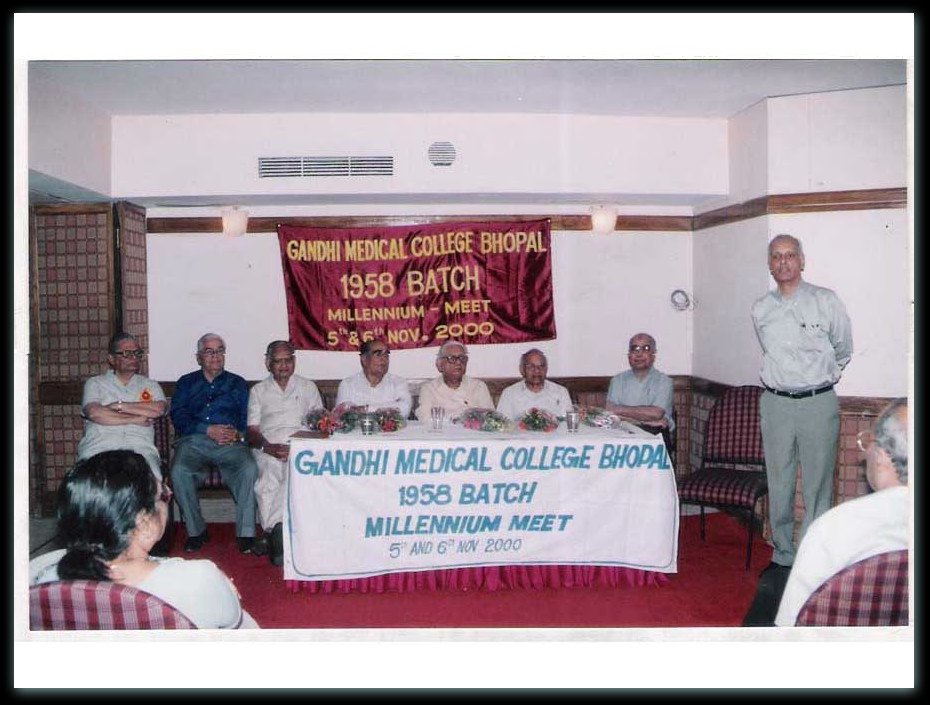 GANDHI MEDICAL COLLEGE BHOPAL
1958 BATCH
MILLENNIUM - MEET
5TH & 6TH NOV. 2000
GANDHI MEDICAL COLLEGE BHOPAL
1958 BATCH
MILLENNIUM MEET
5TH AND 6TH NOV 2000